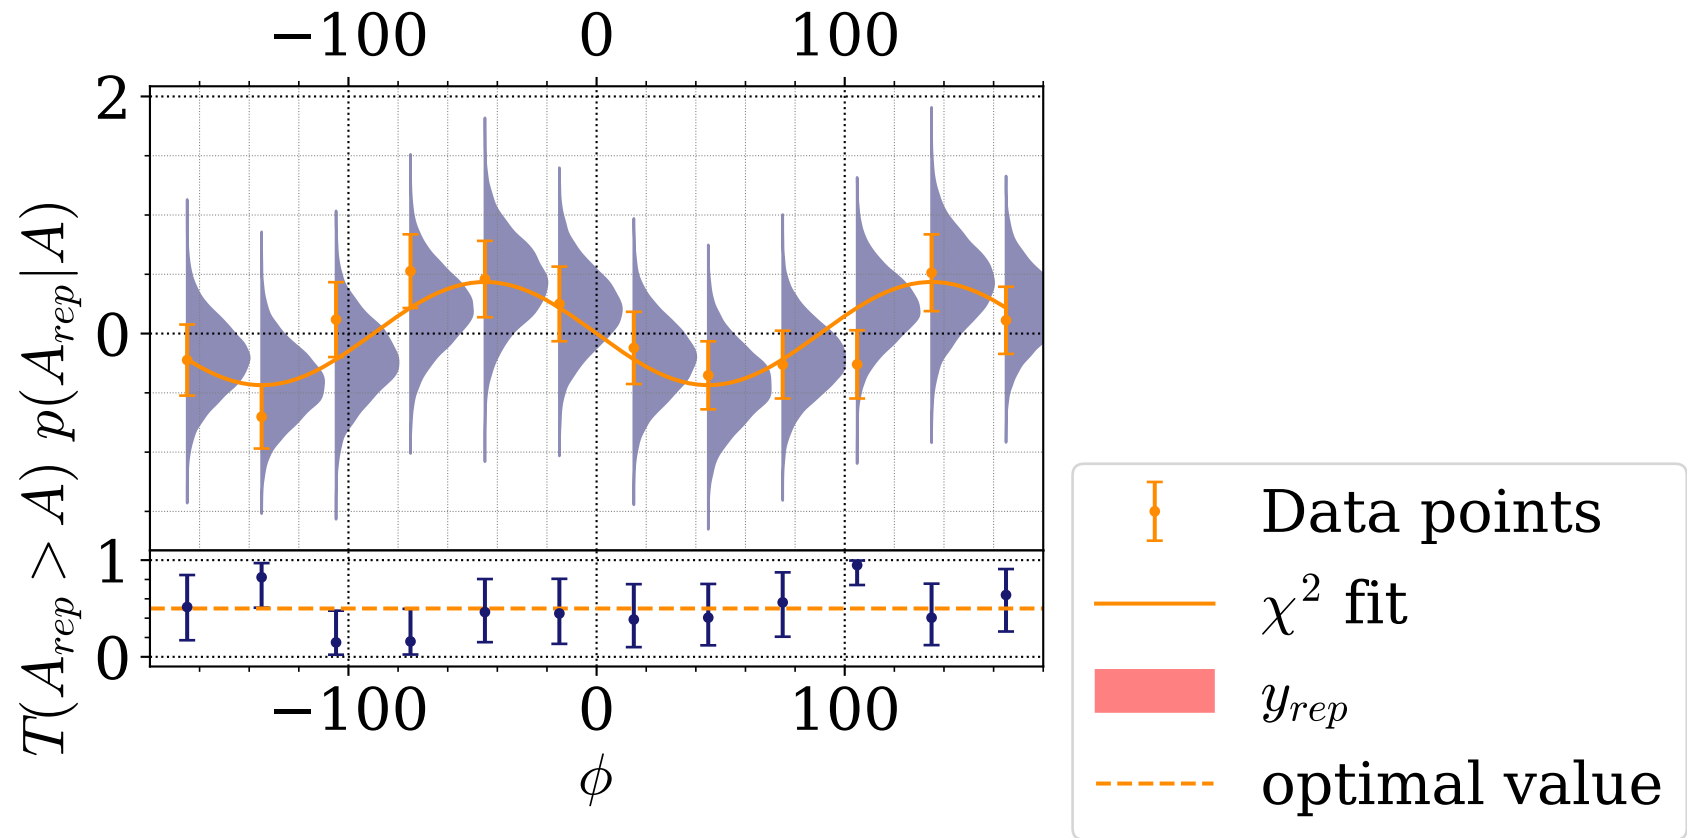 −100 0 100
2
0
p(A_rep|A)
1
0
T(A_rep > A)
−100 0 100
ϕ
Data points
χ² fit
y_rep
optimal value